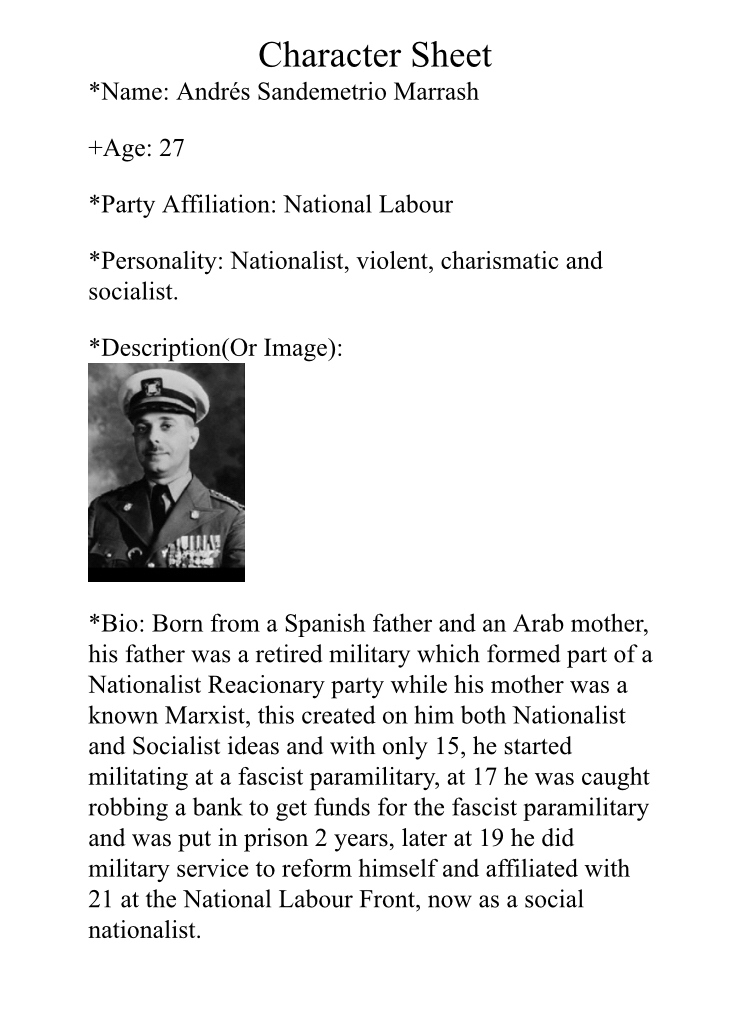 Character Sheet
*Name: Andrés Sandemetrio Marrash
+Age: 27
*Party Affiliation: National Labour
*Personality: Nationalist, violent, charismatic and
socialist.
*Description(Or Image):
*Bio: Born from a Spanish father and an Arab mother,
his father was a retired military which formed part of a
Nationalist Reacionary party while his mother was a
known Marxist, this created on him both Nationalist
and Socialist ideas and with only 15, he started
militating at a fascist paramilitary, at 17 he was caught
robbing a bank to get funds for the fascist paramilitary
and was put in prison 2 years, later at 19 he did
military service to reform himself and affiliated with
21 at the National Labour Front, now as a social
nationalist.